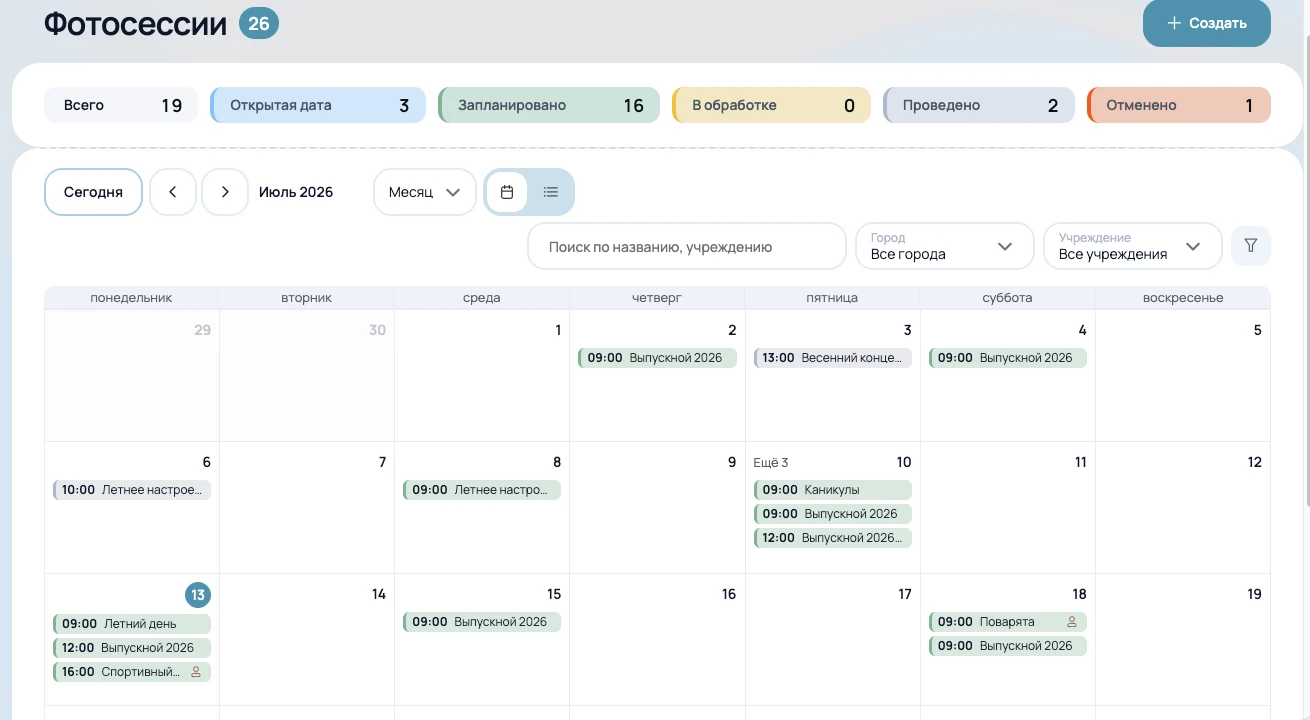 Фотосессии 26
+ Создать
Всего 19
Открытая дата 3
Запланировано 16
В обработке 0
Проведено 2
Отменено 1
Сегодня
Июль 2026
Месяц
Поиск по названию, учреждению
Город
Все города
Учреждение
Все учреждения
понедельник вторник среда четверг пятница суббота воскресенье
29 30 1 2 3 4 5
09:00 Выпускной 2026
13:00 Весенний конце...
09:00 Выпускной 2026
6 7 8 9 Ещё 3 10 11 12
10:00 Летнее настрое...
09:00 Летнее настро...
09:00 Каникулы
09:00 Выпускной 2026
12:00 Выпускной 2026...
13 14 15 16 17 18 19
09:00 Летний день
12:00 Выпускной 2026
16:00 Спортивный...
09:00 Выпускной 2026
09:00 Поварята
09:00 Выпускной 2026